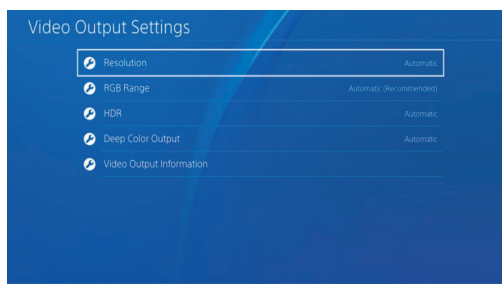 Video Output Settings
Resolution Automatic
RGB Range Automatic (Recommended)
HDR Automatic
Deep Color Output Automatic
Video Output Information